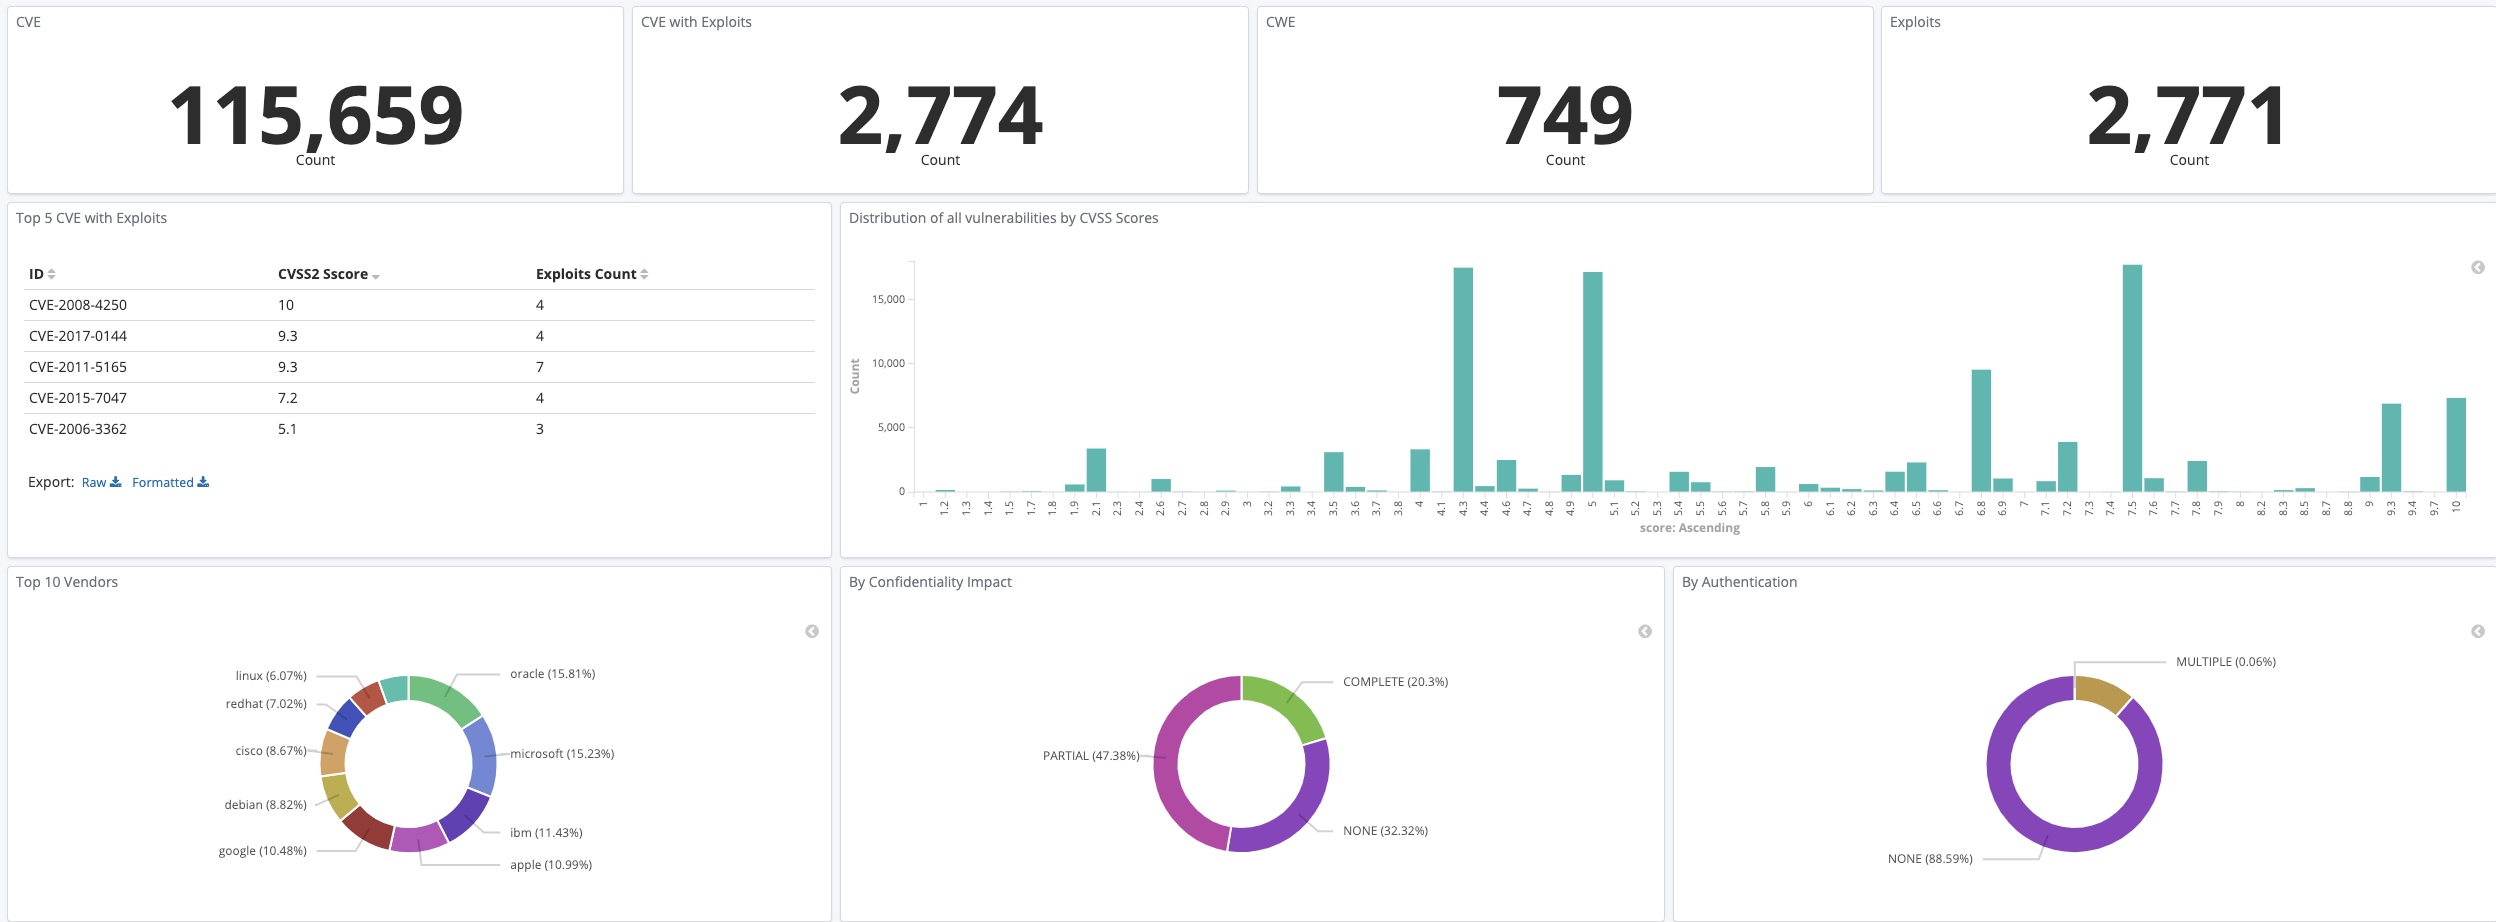 CVE
115,659
Count
CVE with Exploits
2,774
Count
CWE
749
Count
Exploits
2,771
Count
Top 5 CVE with Exploits
ID CVSS2 Sscore Exploits Count
CVE-2008-4250 10 4
CVE-2017-0144 9.3 4
CVE-2011-5165 9.3 7
CVE-2015-7047 7.2 4
CVE-2006-3362 5.1 3
Export: Raw Formatted
Distribution of all vulnerabilities by CVSS Scores
Count
15,000
10,000
5,000
0
1 1.2 1.3 1.4 1.5 1.7 1.8 1.9 2.1 2.3 2.4 2.6 2.7 2.8 2.9 3 3.2 3.3 3.4 3.5 3.6 3.7 3.8 4 4.1 4.3 4.4 4.6 4.7 4.8 4.9 5 5.1 5.2 5.3 5.4 5.5 5.6 5.7 5.8 5.9 6 6.1 6.2 6.3 6.4 6.5 6.6 6.7 6.8 6.9 7 7.1 7.2 7.3 7.4 7.5 7.6 7.7 7.8 7.9 8 8.2 8.3 8.5 8.7 8.8 9 9.3 9.4 9.7 10
score: Ascending
Top 10 Vendors
linux (6.07%)
redhat (7.02%)
cisco (8.67%)
debian (8.82%)
google (10.48%)
oracle (15.81%)
microsoft (15.23%)
ibm (11.43%)
apple (10.99%)
By Confidentiality Impact
COMPLETE (20.3%)
PARTIAL (47.38%)
NONE (32.32%)
By Authentication
MULTIPLE (0.06%)
NONE (88.59%)